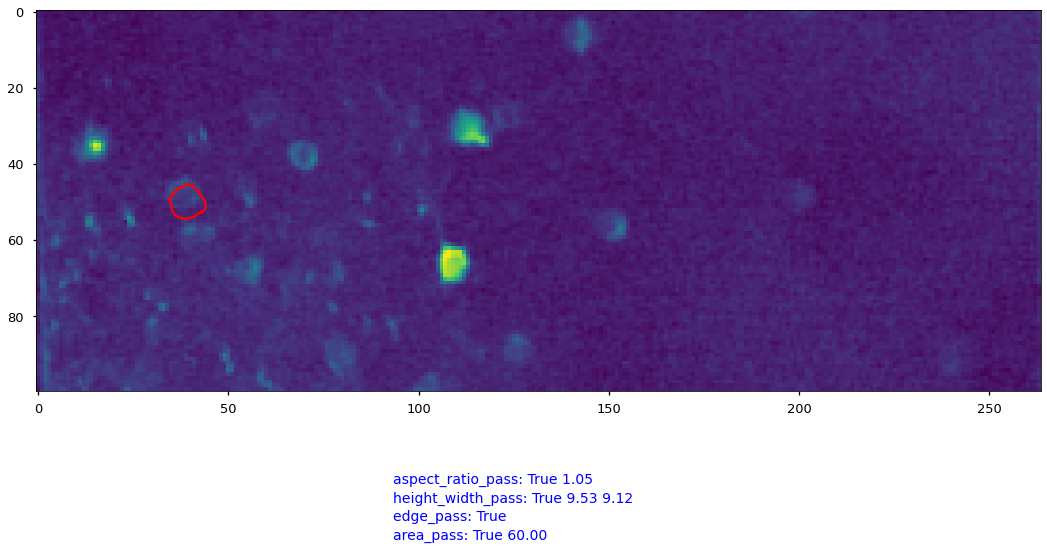 0
20
40
60
80
0 50 100 150 200 250
aspect_ratio_pass: True 1.05
height_width_pass: True 9.53 9.12
edge_pass: True
area_pass: True 60.00